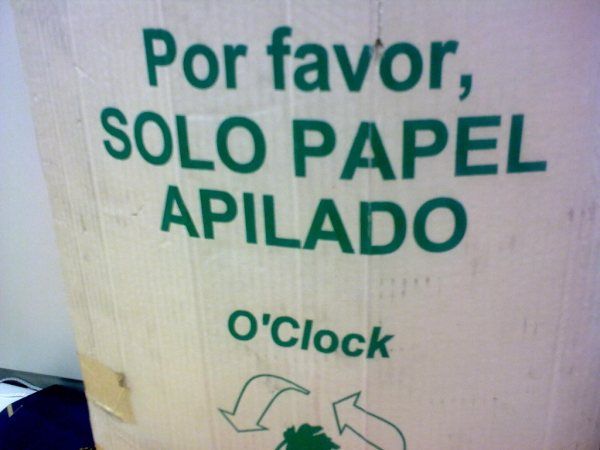 Por favor,
SOLO PAPEL
APILADO
O'Clock